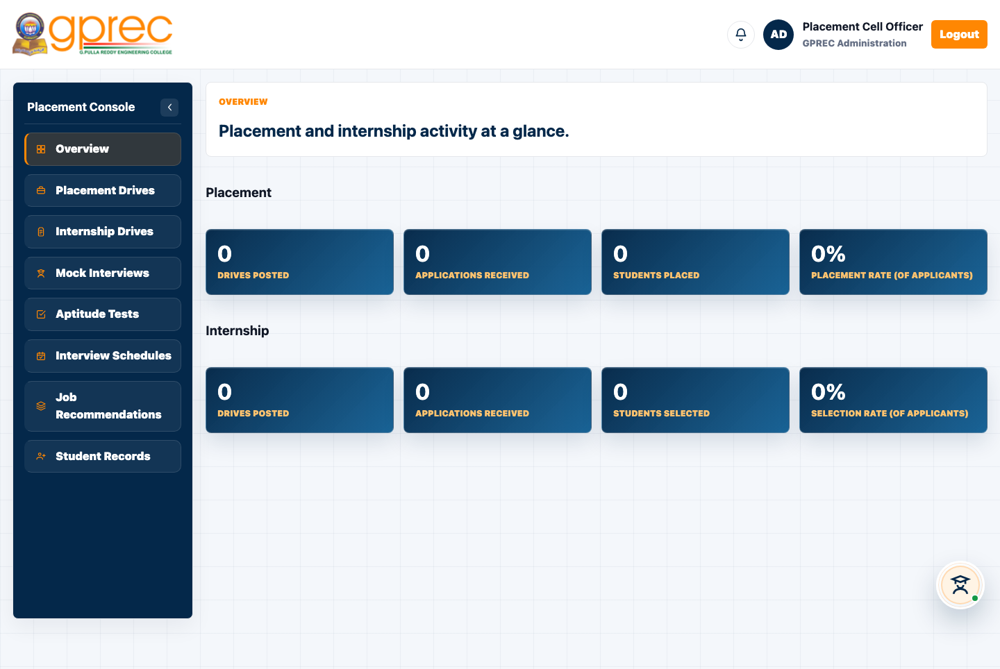 gprec
G.PULLA REDDY ENGINEERING COLLEGE
AD
Placement Cell Officer
GPREC Administration
Logout
Placement Console
Overview
Placement Drives
Internship Drives
Mock Interviews
Aptitude Tests
Interview Schedules
Job
Recommendations
Student Records
OVERVIEW
Placement and internship activity at a glance.
Placement
0
DRIVES POSTED
0
APPLICATIONS RECEIVED
0
STUDENTS PLACED
0%
PLACEMENT RATE (OF APPLICANTS)
Internship
0
DRIVES POSTED
0
APPLICATIONS RECEIVED
0
STUDENTS SELECTED
0%
SELECTION RATE (OF APPLICANTS)